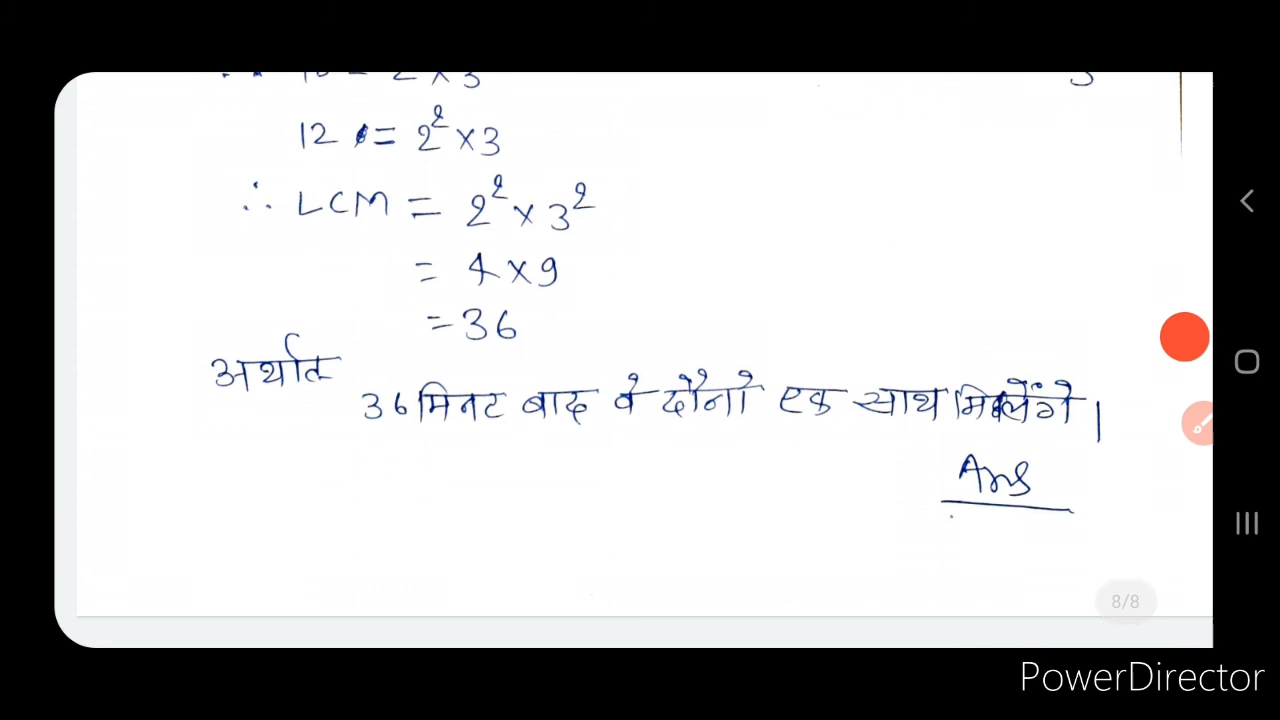 12 = 2² × 3
∴ LCM = 2² × 3²
= 4 × 9
= 36
अर्थात
36 मिनट बाद वे दोनो एक साथ मिलेंगे |
Ans
8/8
PowerDirector